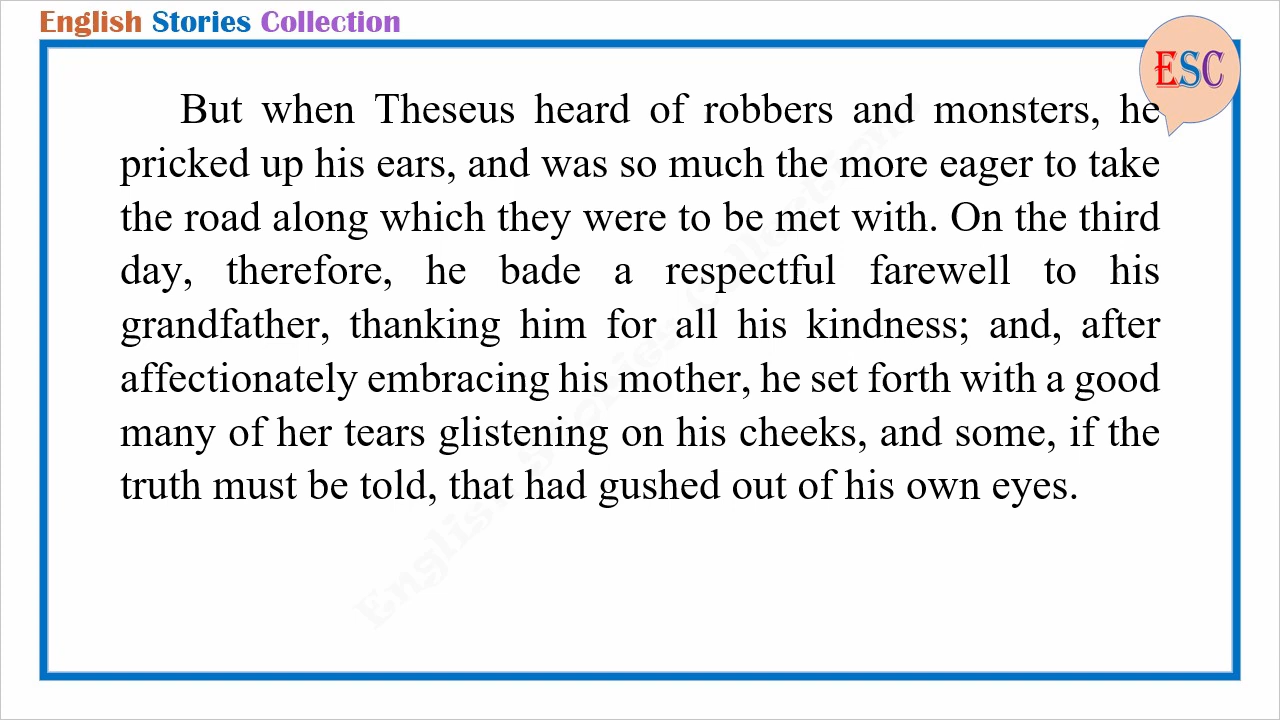 English Stories Collection
ESC
But when Theseus heard of robbers and monsters, he
pricked up his ears, and was so much the more eager to take
the road along which they were to be met with. On the third
day, therefore, he bade a respectful farewell to his
grandfather, thanking him for all his kindness; and, after
affectionately embracing his mother, he set forth with a good
many of her tears glistening on his cheeks, and some, if the
truth must be told, that had gushed out of his own eyes.
English Stories Collection